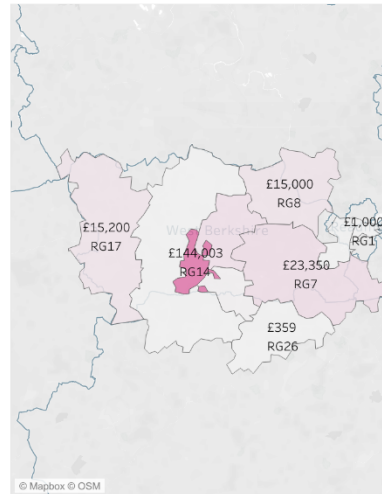 £15,000
RG8
£1,000
RG1
£15,200
RG17
West Berkshire
£144,003
RG14
£23,350
RG7
£359
RG26
© Mapbox © OSM